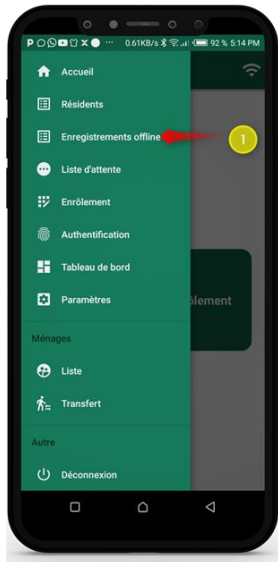 0.61KB/s 92 % 5:14 PM
Accueil
Résidents
Enregistrements offline
1
Liste d'attente
Enrôlement
Authentification
Tableau de bord
Paramètres
ôlement
Ménages
Liste
Transfert
Autre
Déconnexion